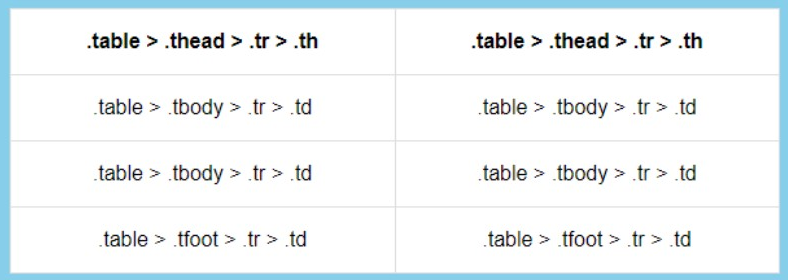 .table > .thead > .tr > .th .table > .thead > .tr > .th
.table > .tbody > .tr > .td .table > .tbody > .tr > .td
.table > .tbody > .tr > .td .table > .tbody > .tr > .td
.table > .tfoot > .tr > .td .table > .tfoot > .tr > .td